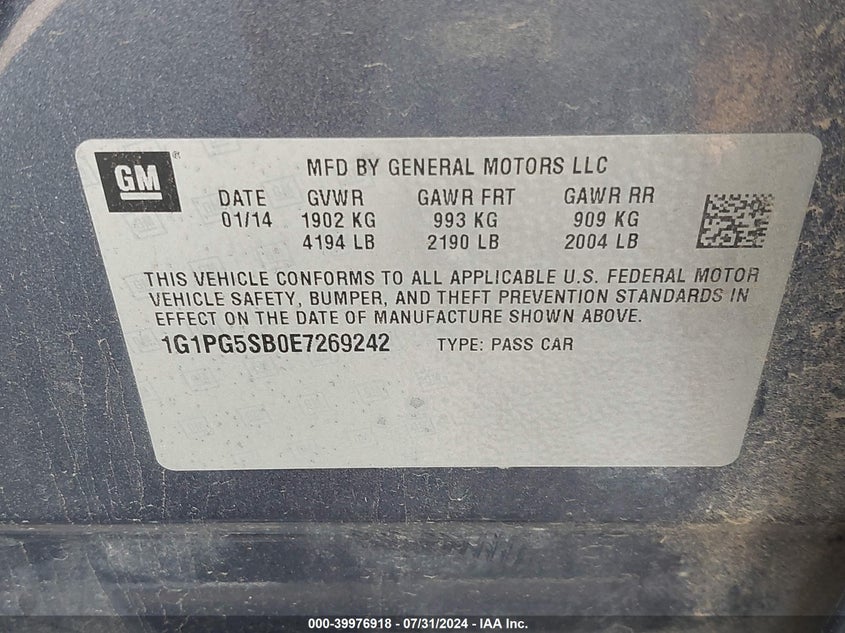 GM®
MFD BY GENERAL MOTORS LLC
DATE GVWR GAWR FRT GAWR RR
01/14 1902 KG 993 KG 909 KG
4194 LB 2190 LB 2004 LB
THIS VEHICLE CONFORMS TO ALL APPLICABLE U.S. FEDERAL MOTOR
VEHICLE SAFETY, BUMPER, AND THEFT PREVENTION STANDARDS IN
EFFECT ON THE DATE OF MANUFACTURE SHOWN ABOVE.
1G1PG5SB0E7269242 TYPE: PASS CAR
000-39976918 / 07/31/2024 - IAA Inc.